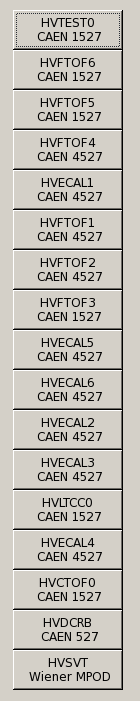 HVTEST0
CAEN 1527
HVFTOF6
CAEN 1527
HVFTOF5
CAEN 1527
HVFTOF4
CAEN 4527
HVECAL1
CAEN 4527
HVFTOF1
CAEN 4527
HVFTOF2
CAEN 4527
HVFTOF3
CAEN 1527
HVECAL5
CAEN 4527
HVECAL6
CAEN 4527
HVECAL2
CAEN 4527
HVECAL3
CAEN 4527
HVLTCC0
CAEN 1527
HVECAL4
CAEN 4527
HVCTOF0
CAEN 1527
HVDCRB
CAEN 527
HVSVT
Wiener MPOD